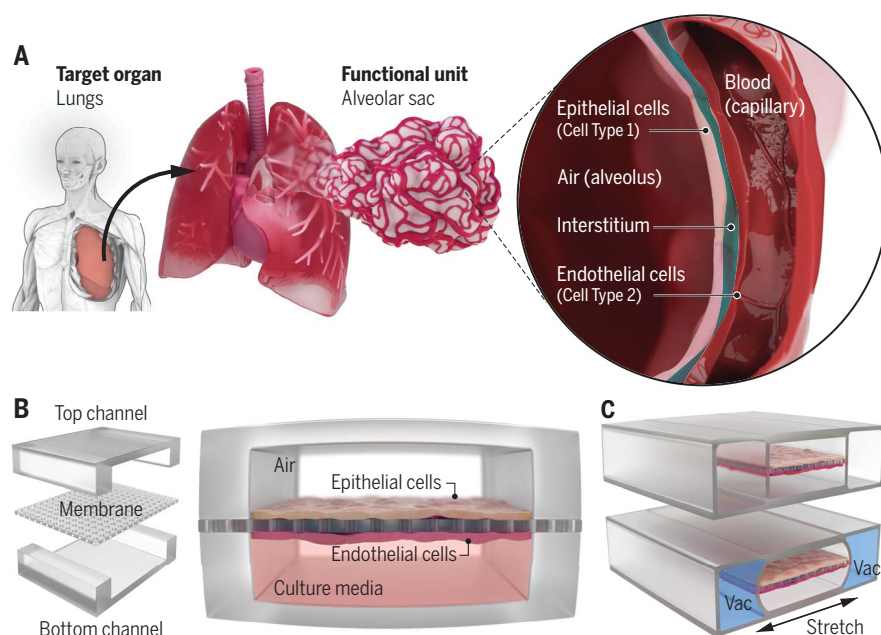 A
Target organ
Lungs
Functional unit
Alveolar sac
Epithelial cells
(Cell Type 1)
Blood
(capillary)
Air (alveolus)
Interstitium
Endothelial cells
(Cell Type 2)
B
Top channel
Membrane
Bottom channel
Air
Epithelial cells
Endothelial cells
Culture media
C
Vac
Vac
Stretch